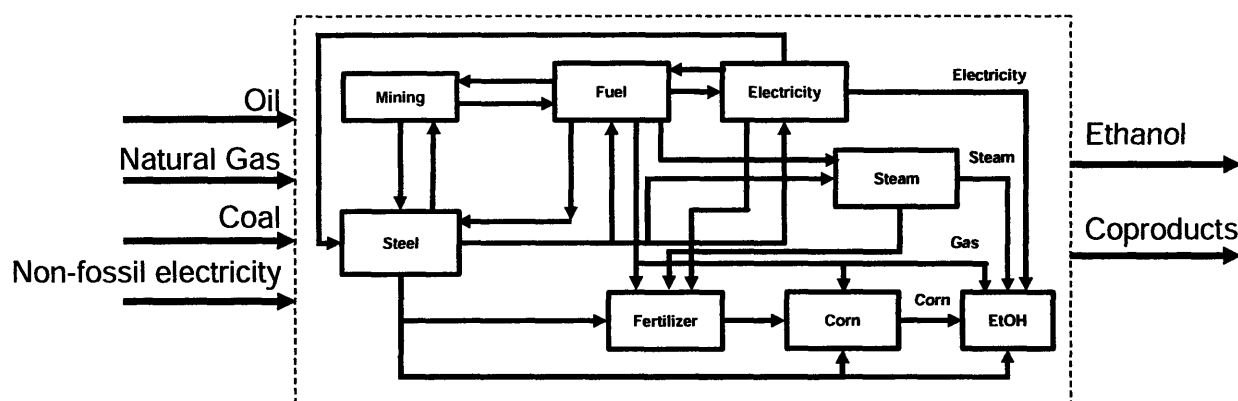 Oil
Natural Gas
Coal
Non-fossil electricity
Mining
Fuel
Electricity
Electricity
Steam
Steam
Steel
Gas
Fertilizer
Corn
Corn
EtOH
Ethanol
Coproducts